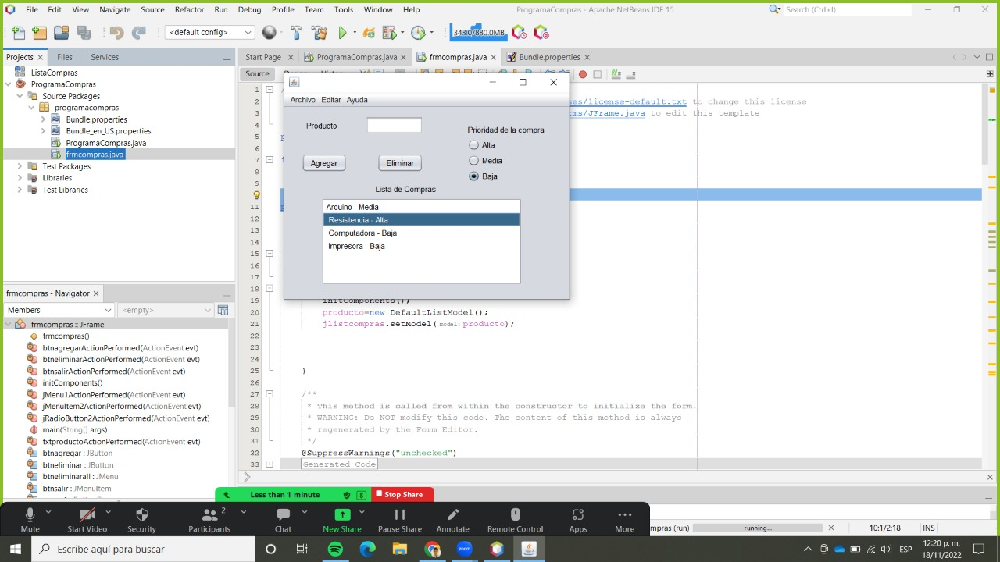 File Edit View Navigate Source Refactor Run Debug Profile Team Tools Window Help ProgramaCompras - Apache NetBeans IDE 15 Search (Ctrl+I)
<default config> 343.0/880.0MB
Projects Files Services
Start Page ProgramaCompras.java frmcompras.java Bundle.properties
Source
ListaCompras
ProgramaCompras
Source Packages
programacompras
Bundle.properties
Bundle_en_US.properties
ProgramaCompras.java
frmcompras.java
Test Packages
Libraries
Test Libraries
Archivo Editar Ayuda
Producto
Prioridad de la compra
Alta
Media
Baja
Agregar Eliminar
Lista de Compras
Arduino - Media
Resistencia - Alta
Computadora - Baja
Impresora - Baja
1
2 ses/license-default.txt to change this license
3 rms/JFrame.java to edit this template
4
5
6
7
8
9
11
12
13
14
15
16
17
18
19 initComponents();
20 producto=new DefaultListModel();
21 jlistcompras.setModel( model: producto);
22
23
24
25 }
26
27 /**
28 * This method is called from within the constructor to initialize the form.
29 * WARNING: Do NOT modify this code. The content of this method is always
30 * regenerated by the Form Editor.
31 */
32 @SuppressWarnings("unchecked")
33 Generated Code
frmcompras - Navigator
Members <empty>
frmcompras :: JFrame
frmcompras()
btnagregarActionPerformed(ActionEvent evt)
btneliminarActionPerformed(ActionEvent evt)
btnsalirActionPerformed(ActionEvent evt)
initComponents()
jMenu1ActionPerformed(ActionEvent evt)
jMenuItem2ActionPerformed(ActionEvent evt)
jRadioButton2ActionPerformed(ActionEvent evt)
main(String[] args)
txtproductoActionPerformed(ActionEvent evt)
btnagregar : JButton
btneliminar : JButton
btneliminarall : JMenu
btnsalir : JMenuItem
Less than 1 minute Stop Share
Mute Start Video Security Participants 2 Chat New Share Pause Share Annotate Remote Control Apps More
mpras (run) running... 10:1/2:18 INS
Escribe aquí para buscar
ESP
12:20 p. m.
18/11/2022